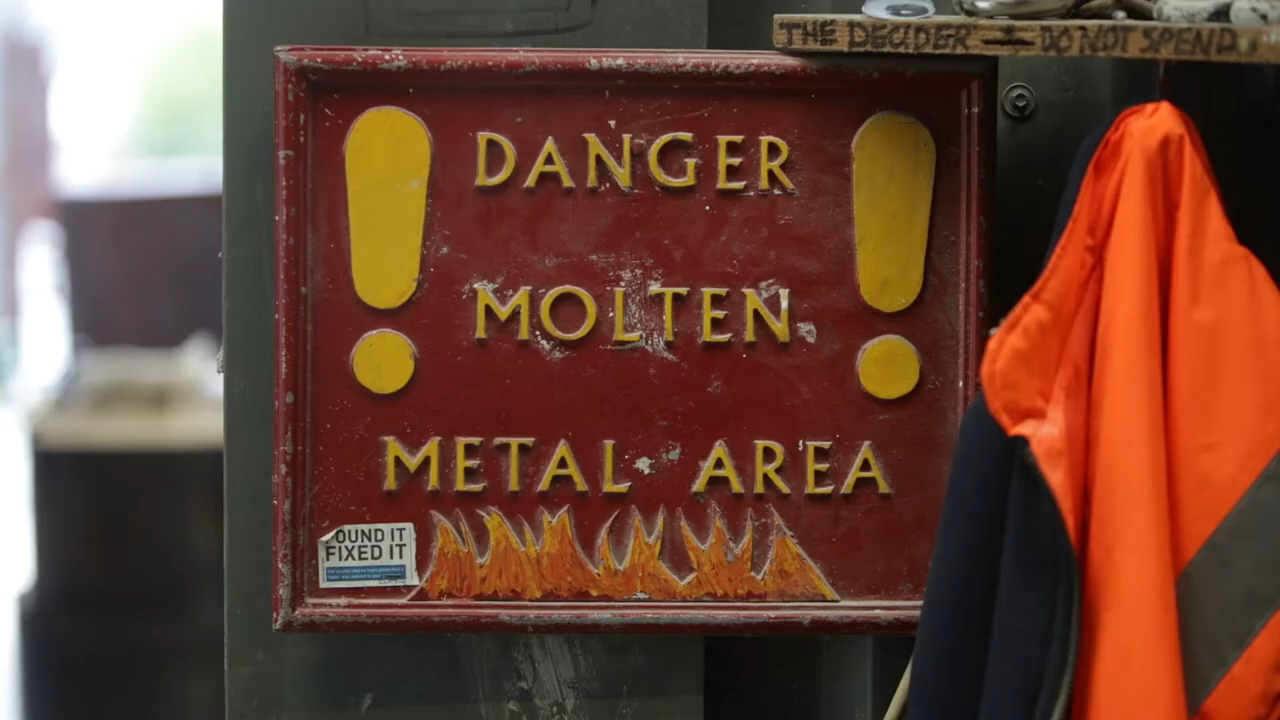 THE DECIDER - DO NOT SPEND
DANGER
MOLTEN
METAL AREA
OUND IT
FIXED IT